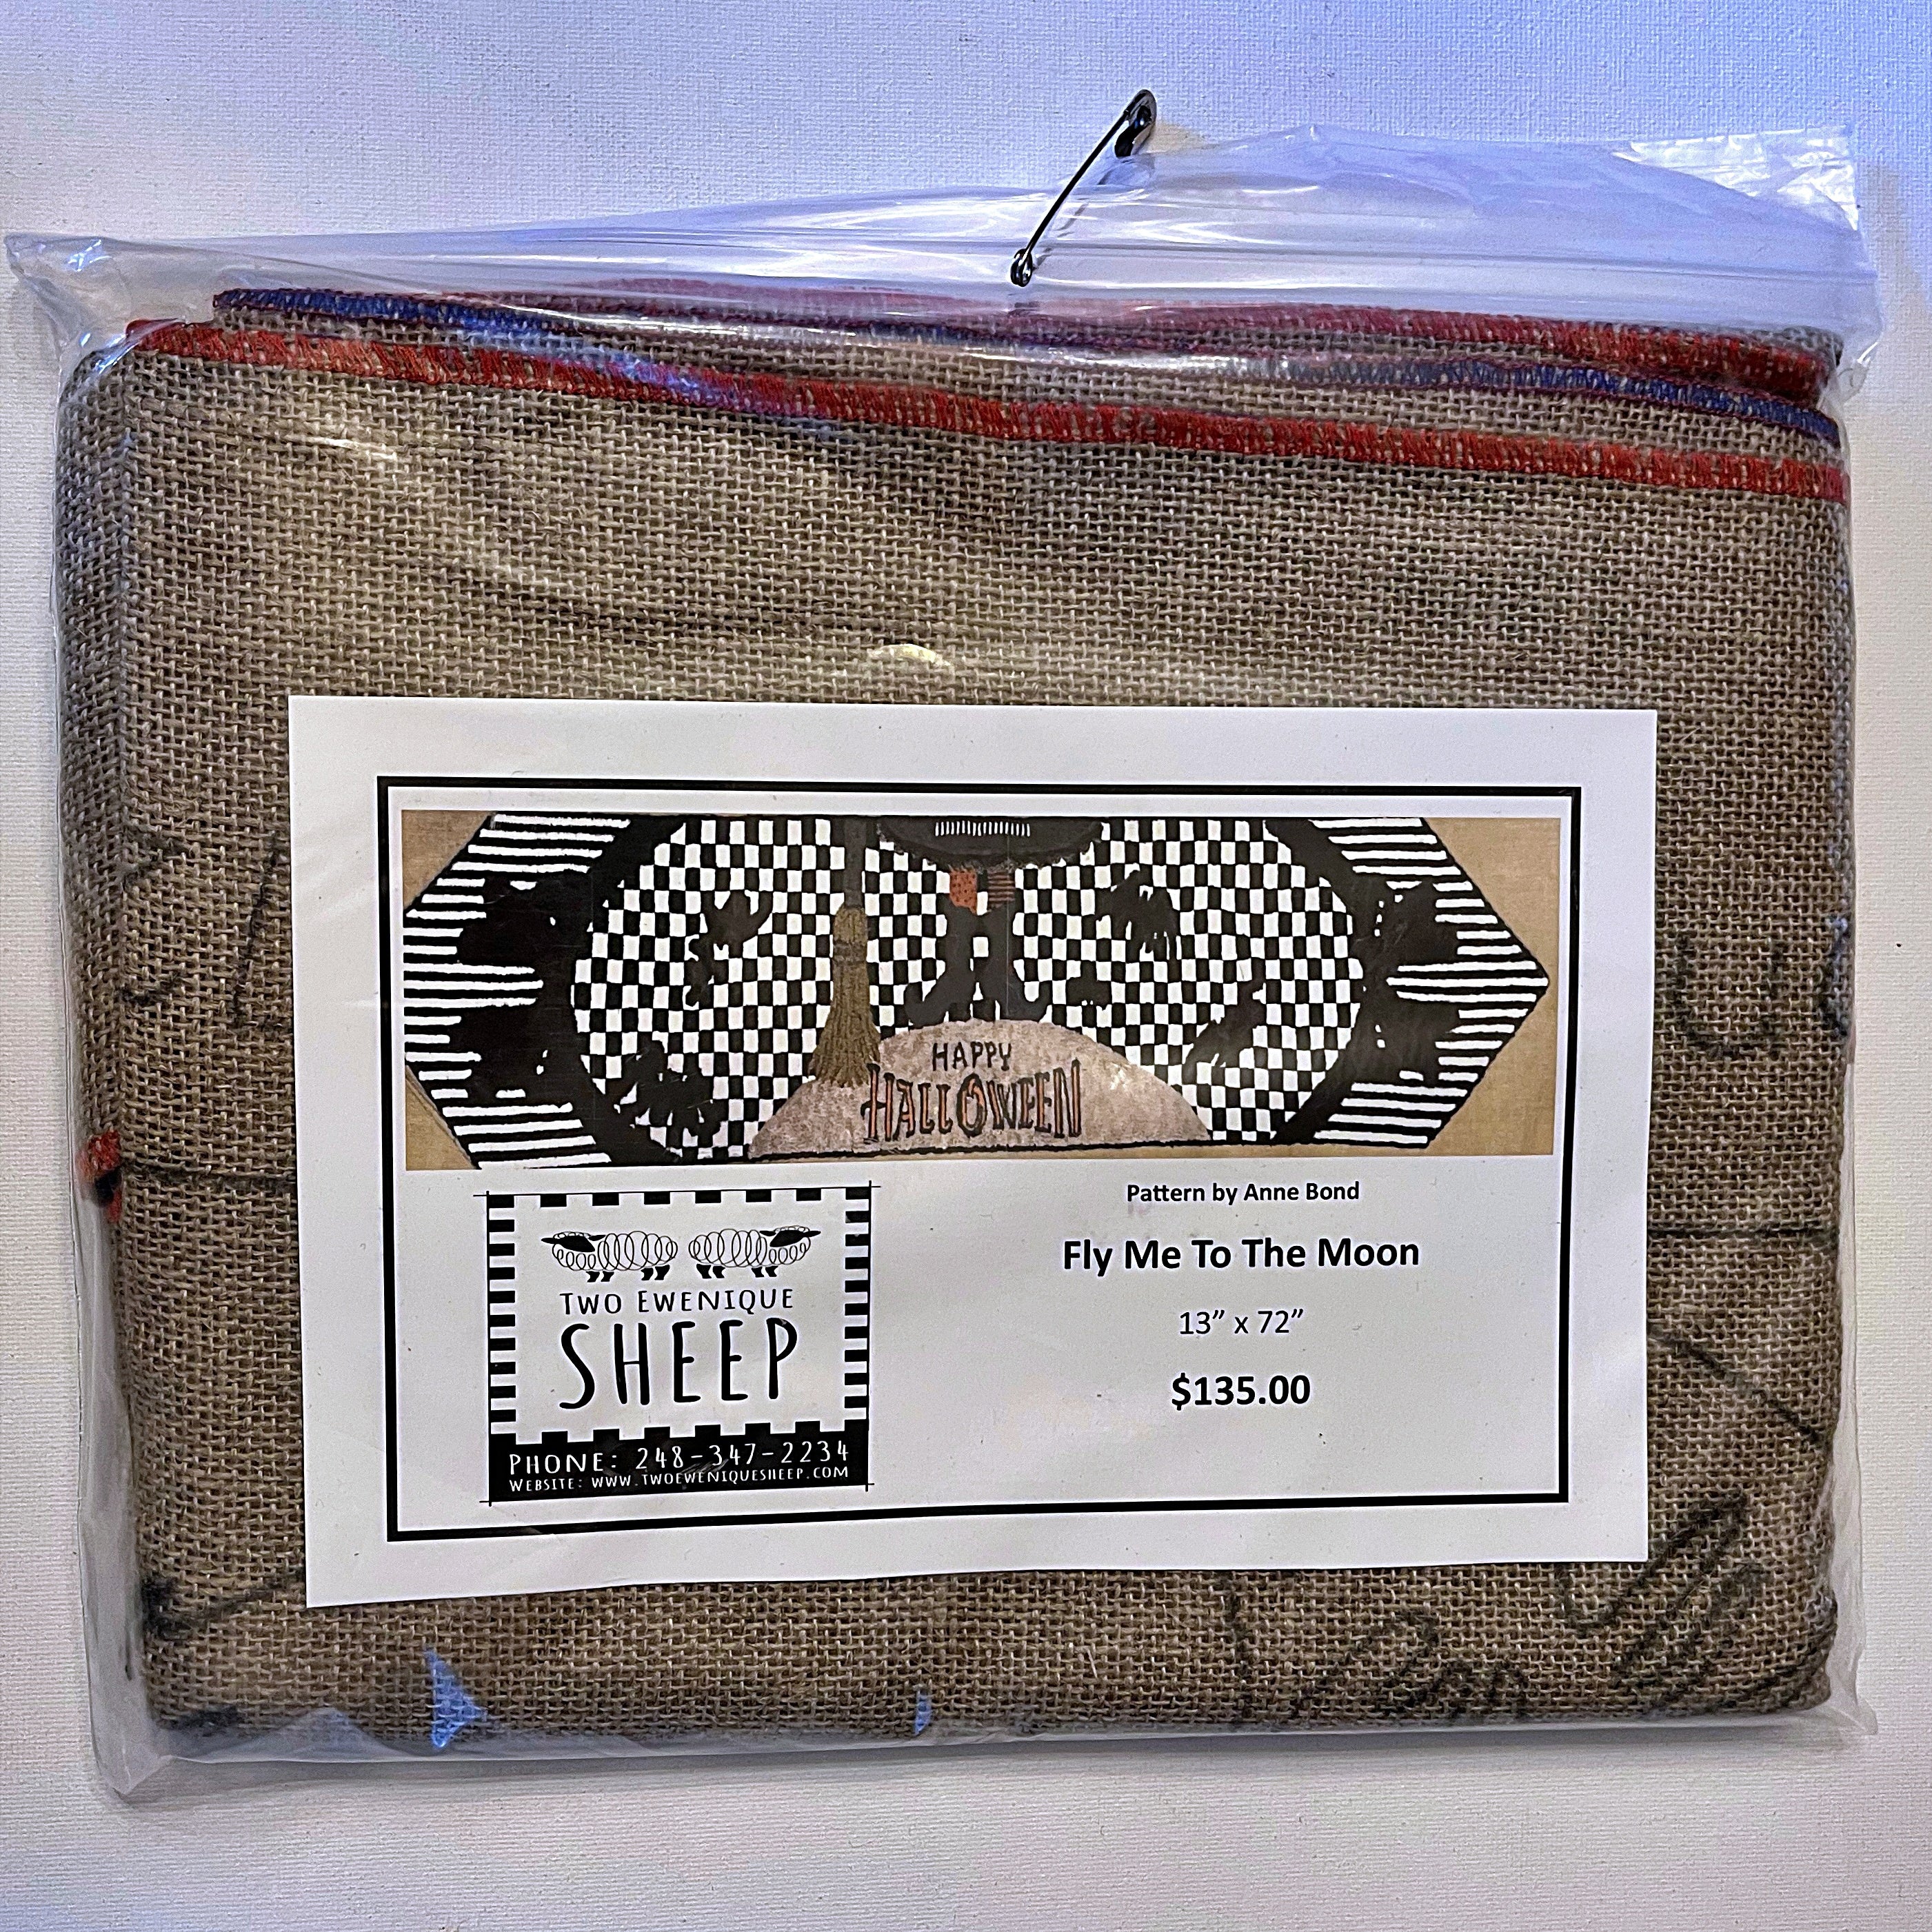 HAPPY
HALLOWEEN
Pattern by Anne Bond
Fly Me To The Moon
13” x 72”
$135.00
TWO EWENIQUE
SHEEP
PHONE: 248-347-2234
WEBSITE: WWW.TWOEWENIQUESHEEP.COM